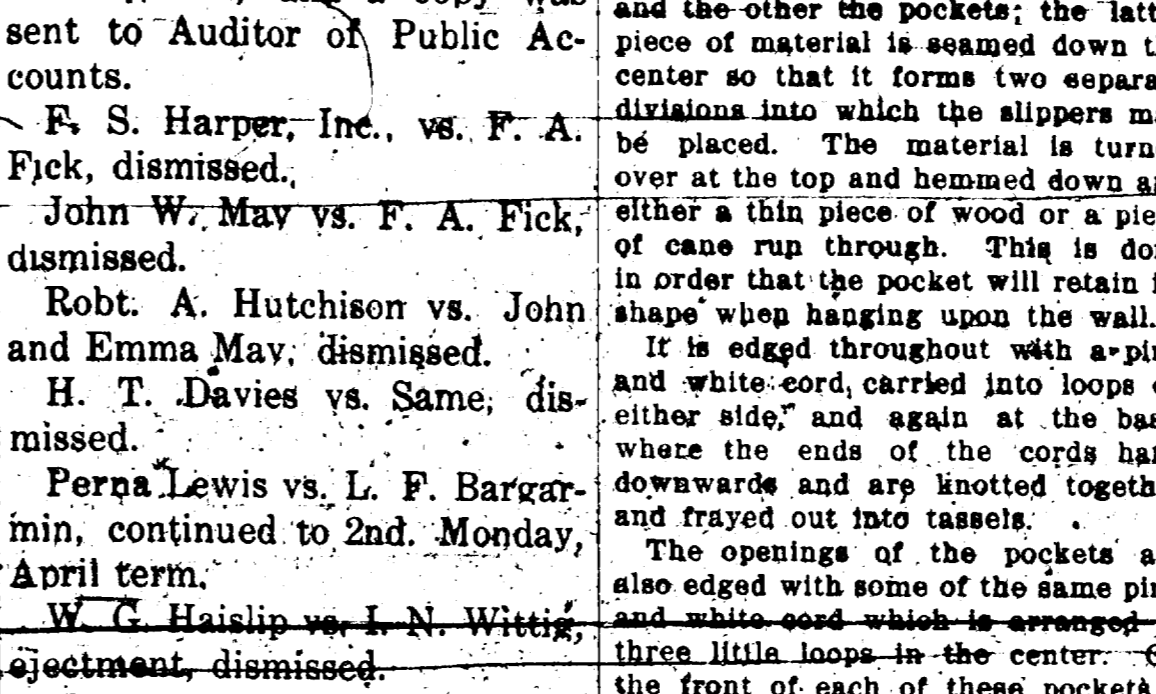 and a copy was
sent to Auditor of Public Ac-
counts.
F. S. Harper, Inc., vs. F. A.
Fick, dismissed.
John W. May vs. F. A. Fick,
dismissed.
Robt. A. Hutchison vs. John
and Emma May, dismissed.
H. T. Davies vs. Same, dis-
missed.
Perna Lewis vs. L. F. Bargar-
min, continued to 2nd. Monday,
April term.
W. G. Haislip vs. I. N. Wittig,
ejectment, dismissed.
and the other the pockets; the latt
piece of material is seamed down t
center so that it forms two separa
divisions into which the slippers ma
be placed. The material is turn
over at the top and hemmed down a
either a thin piece of wood or a pie
of cane run through. This is do
in order that the pocket will retain i
shape when hanging upon the wall.
It is edged throughout with a pi
and white cord, carried into loops o
either side, and again at the bas
where the ends of the cords ha
downwards and are knotted togeth
and frayed out into tassels.
The openings of the pockets a
also edged with some of the same pi
and white cord which is arranged
three little loops in the center.
the front of each of these pockets